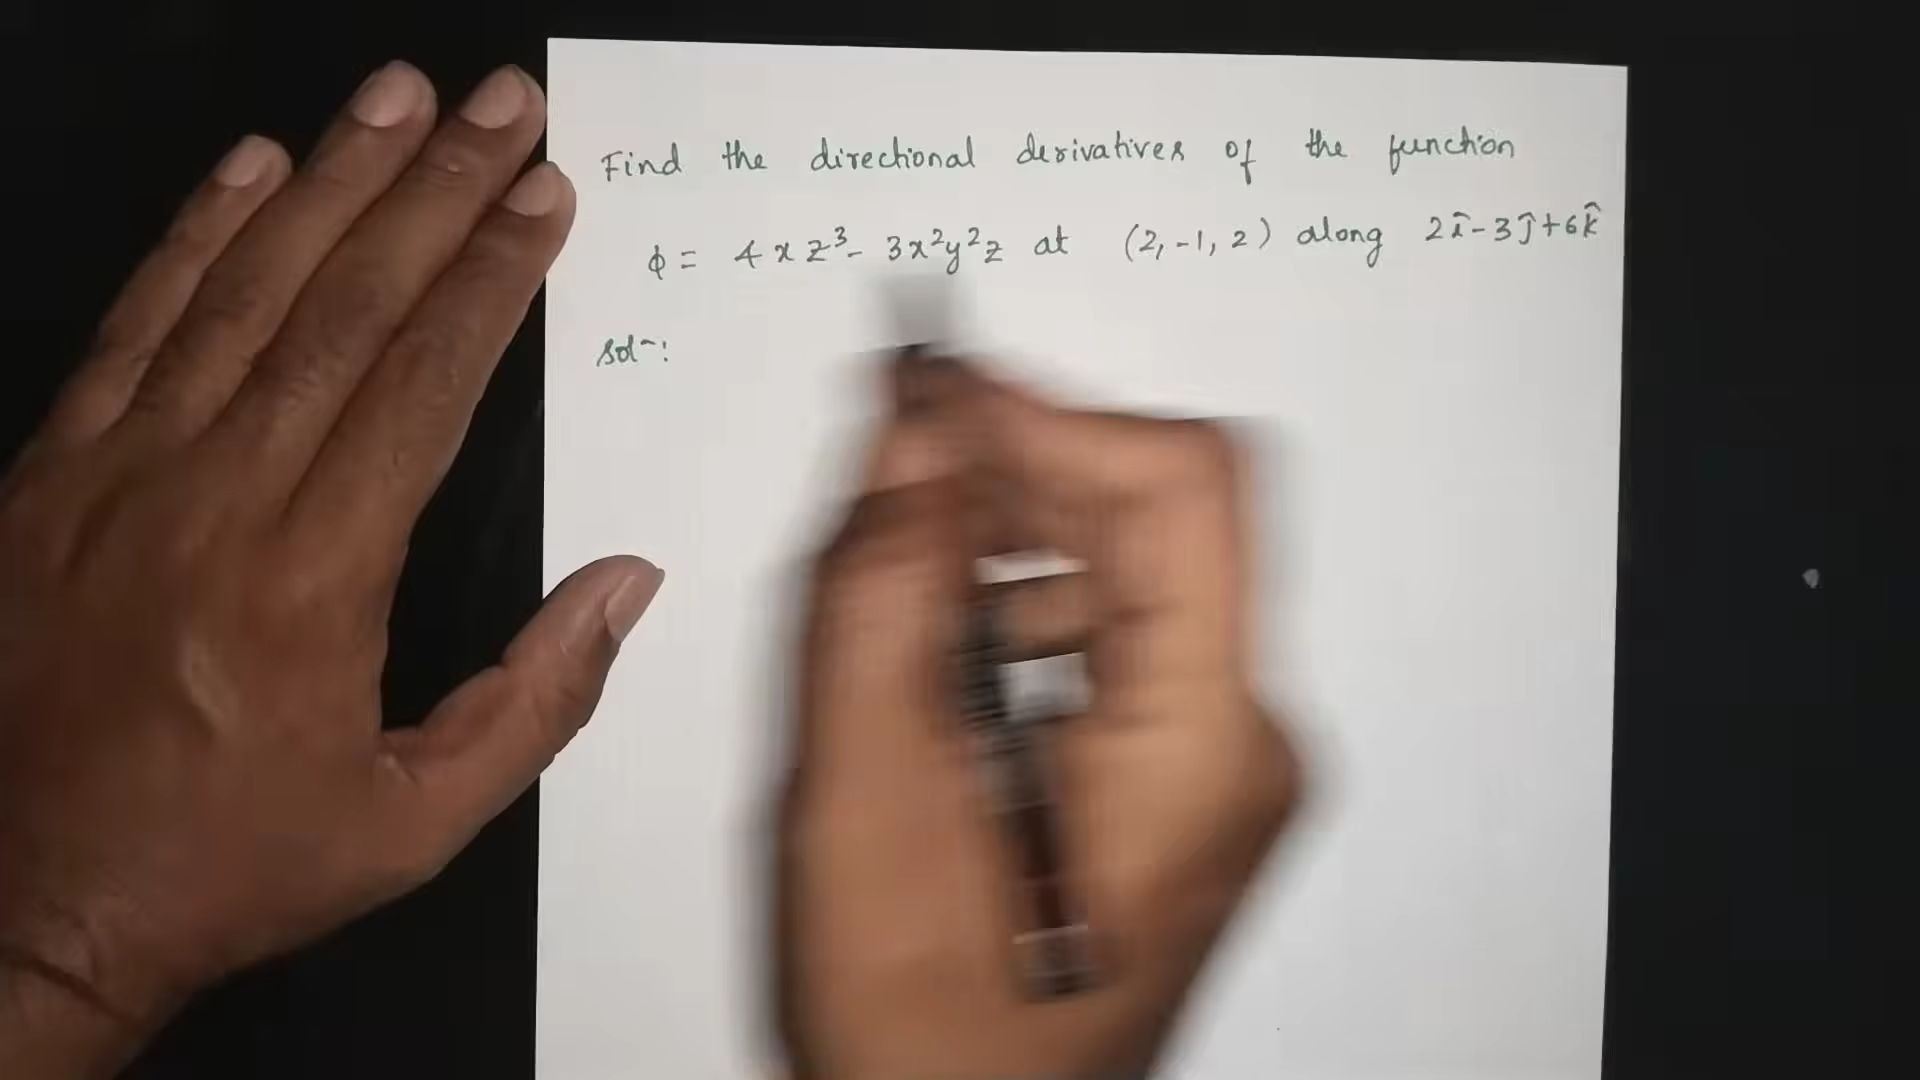 Find the directional derivatives of the function
ϕ = 4xz³- 3x²y²z at (2,-1,2) along 2î-3ĵ+6k̂
sol~: